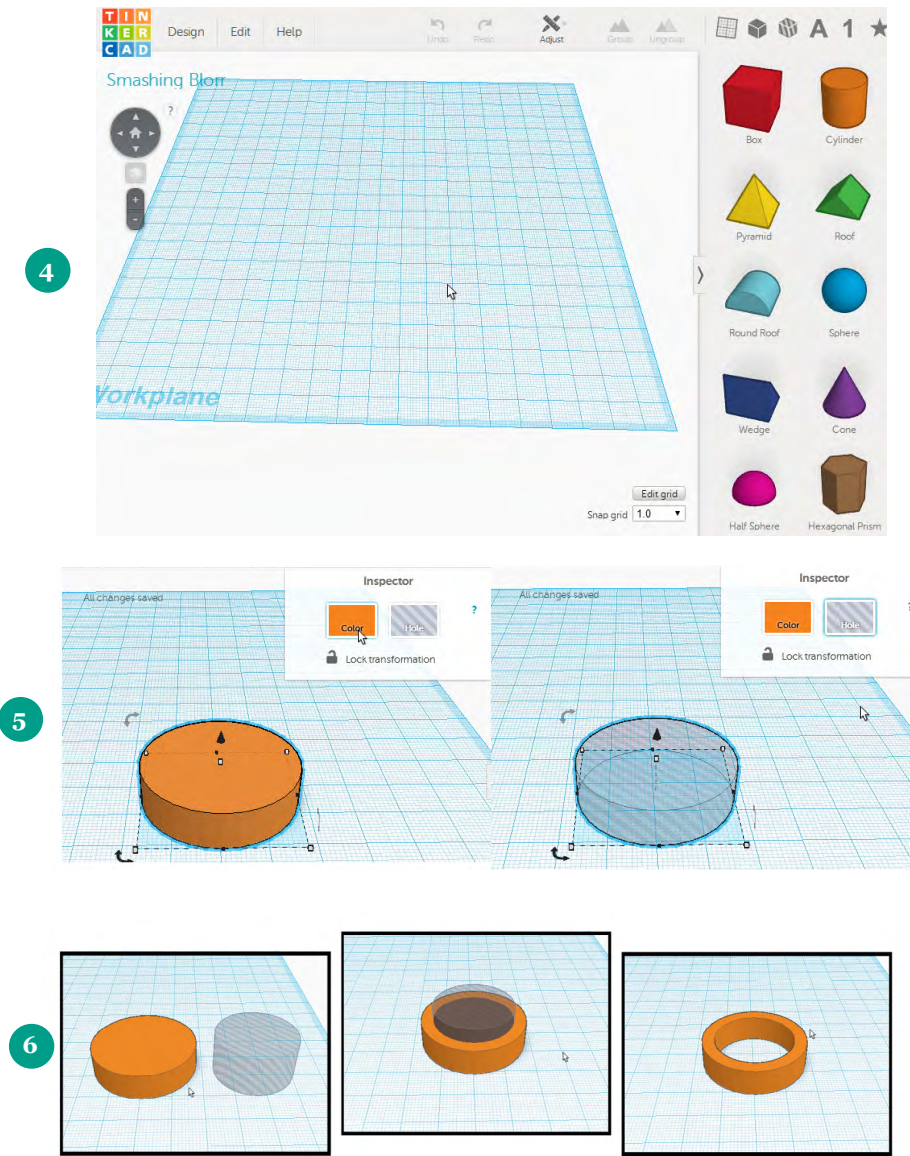 TIN
KER
CAD
Design Edit Help
Undo Redo Adjust Group Ungroup
A 1
Smashing Blorr
?
+
-
Workplane
Box Cylinder
Pyramid Roof
Round Roof Sphere
Wedge Cone
Half Sphere Hexagonal Prism
Edit grid
Snap grid 1.0
4
All changes saved
Inspector
Color Hole
?
Lock transformation
All changes saved
Inspector
Color Hole
?
Lock transformation
5
6